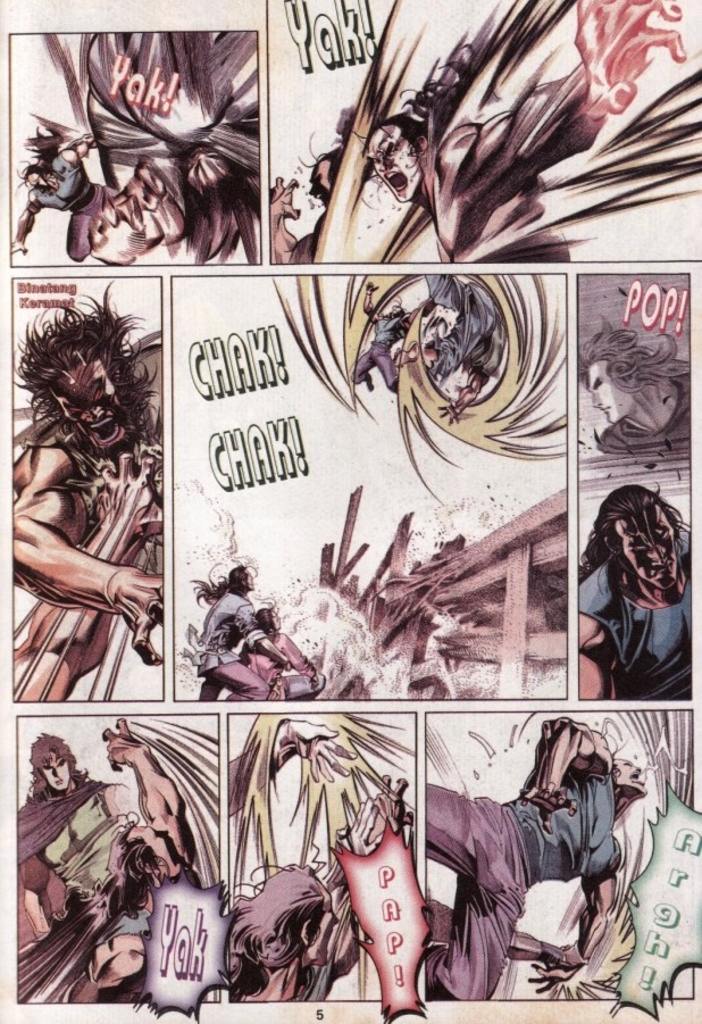 Yak!
Yak!
Binatang
Keramat
CHAK!
CHAK!
POP!
Yak
PAP!
Argh!
5